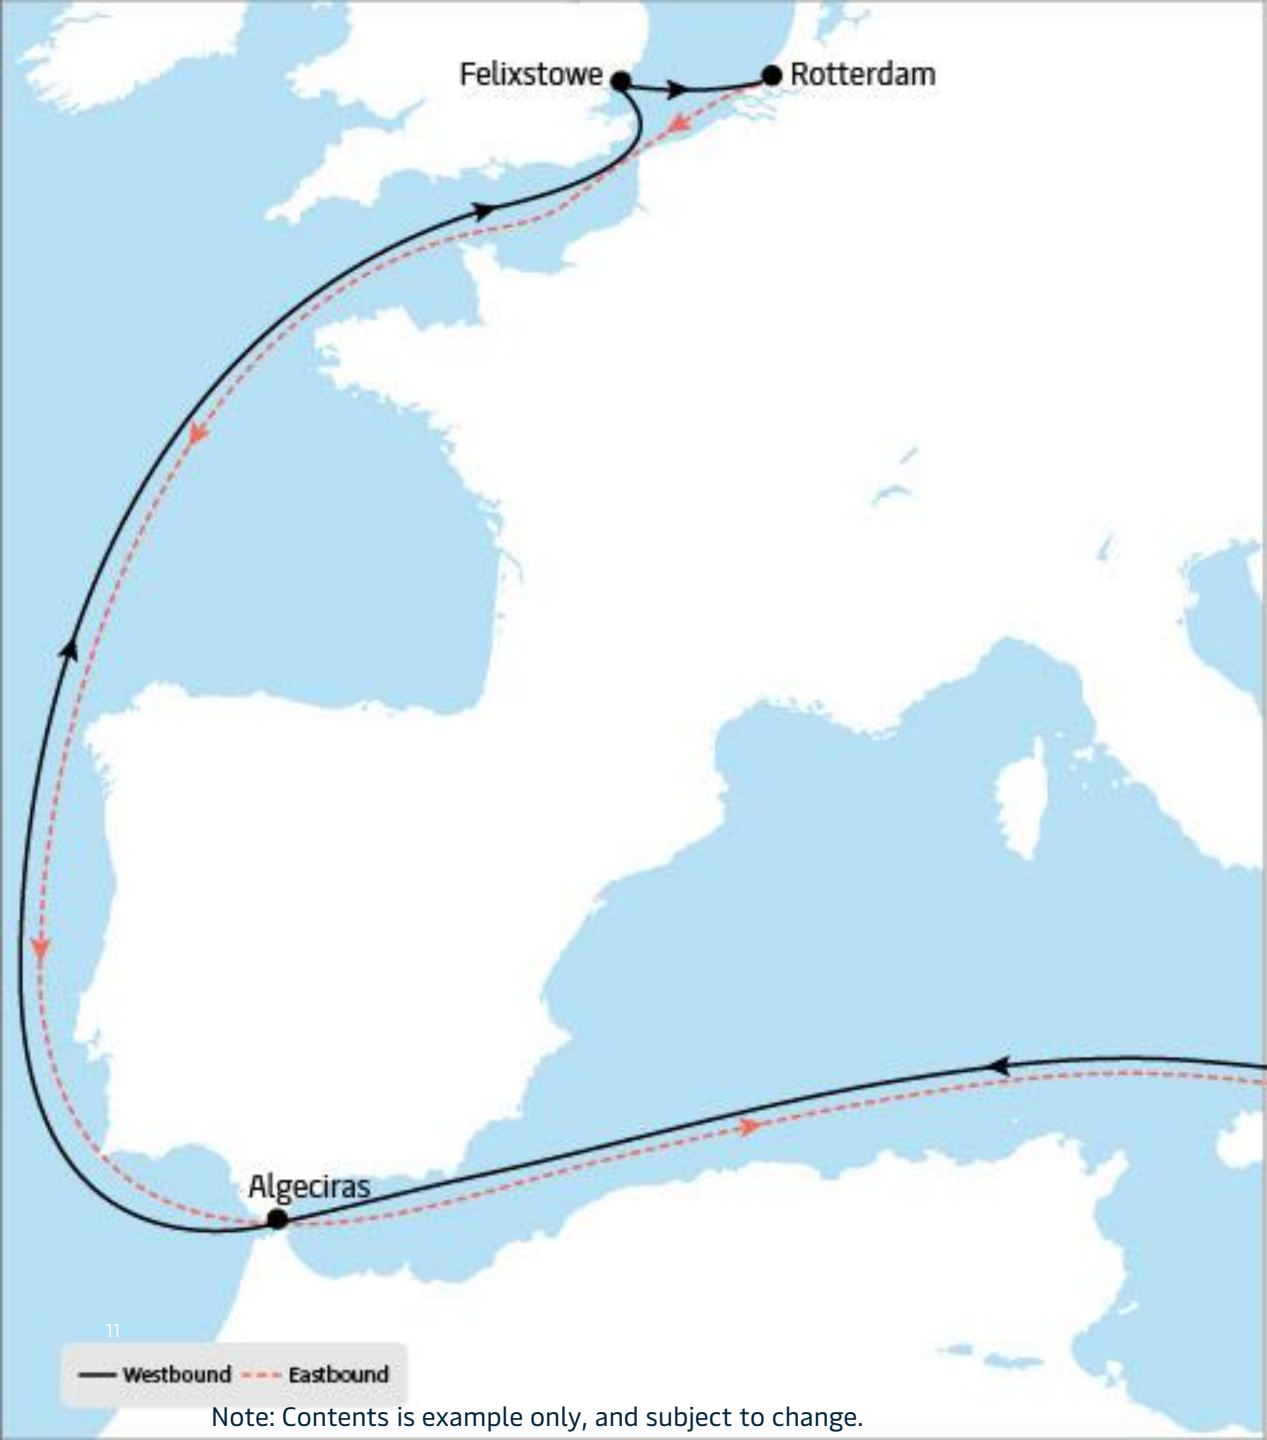 Felixstowe
Rotterdam
Algeciras
11
Westbound
Eastbound
Note: Contents is example only, and subject to change.